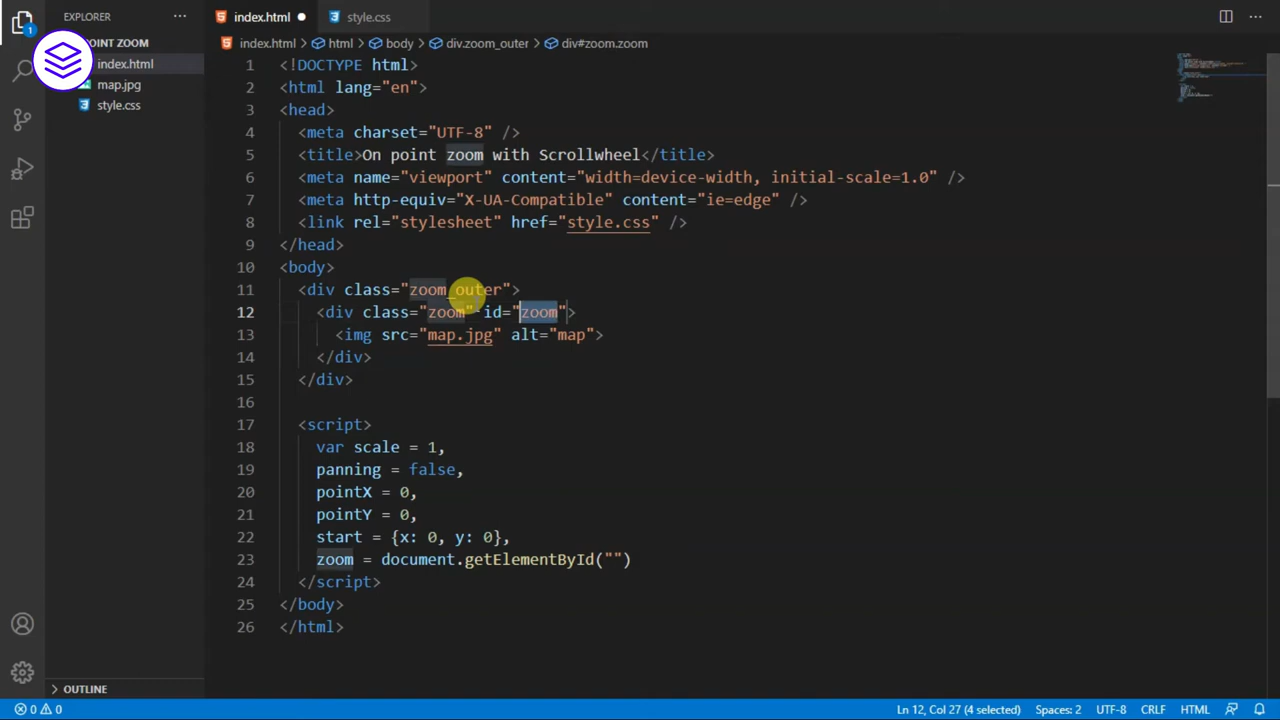 EXPLORER
index.html
style.css
POINT ZOOM
index.html
map.jpg
style.css
index.html > html > body > div.zoom_outer > div#zoom.zoom
1 <!DOCTYPE html>
2 <html lang="en">
3 <head>
4 <meta charset="UTF-8" />
5 <title>On point zoom with Scrollwheel</title>
6 <meta name="viewport" content="width=device-width, initial-scale=1.0" />
7 <meta http-equiv="X-UA-Compatible" content="ie=edge" />
8 <link rel="stylesheet" href="style.css" />
9 </head>
10 <body>
11 <div class="zoom_outer">
12 <div class="zoom" id="zoom">
13 <img src="map.jpg" alt="map">
14 </div>
15 </div>
16
17 <script>
18 var scale = 1,
19 panning = false,
20 pointX = 0,
21 pointY = 0,
22 start = {x: 0, y: 0},
23 zoom = document.getElementById("")
24 </script>
25 </body>
26 </html>
1
OUTLINE
0 0
Ln 12, Col 27 (4 selected)
Spaces: 2
UTF-8
CRLF
HTML